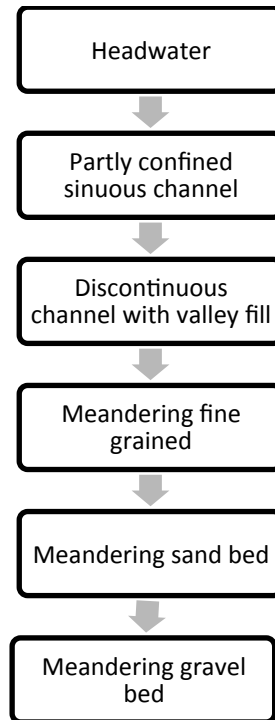 Headwater
Partly confined
sinuous channel
Discontinuous
channel with valley fill
Meandering fine
grained
Meandering sand bed
Meandering gravel
bed